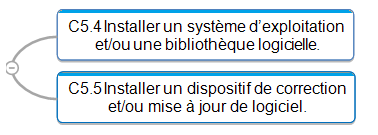 C5.4 Installer un système d'exploitation
et/ou une bibliothèque logicielle.
C5.5 Installer un dispositif de correction
et/ou mise à jour de logiciel.